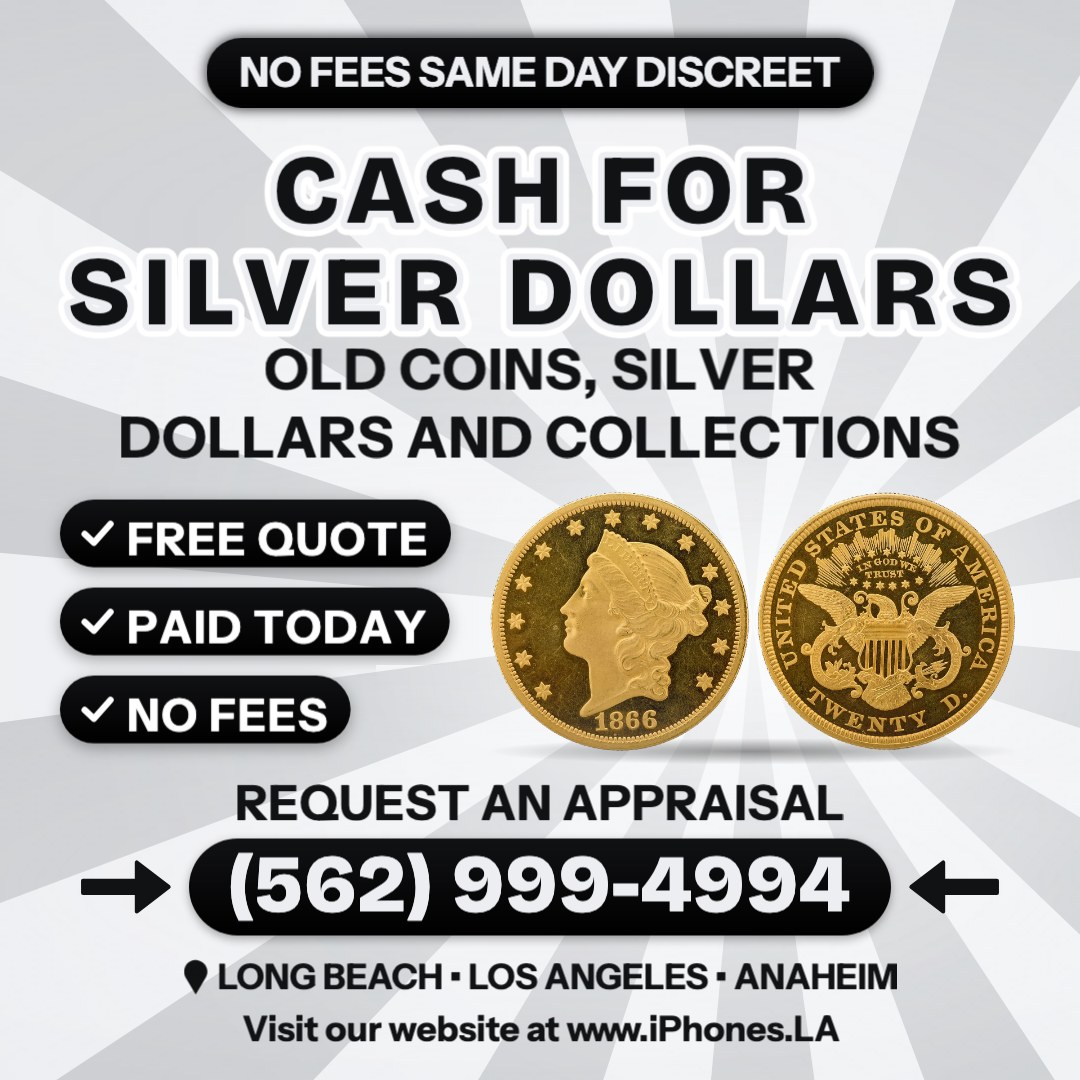 NO FEES SAME DAY DISCREET
CASH FOR
SILVER DOLLARS
OLD COINS, SILVER
DOLLARS AND COLLECTIONS
✓ FREE QUOTE
✓ PAID TODAY
✓ NO FEES
1866
UNITED STATES OF AMERICA
IN GOD WE
TRUST
TWENTY D.
REQUEST AN APPRAISAL
(562) 999-4994
LONG BEACH ▪ LOS ANGELES ▪ ANAHEIM
Visit our website at www.iPhones.LA